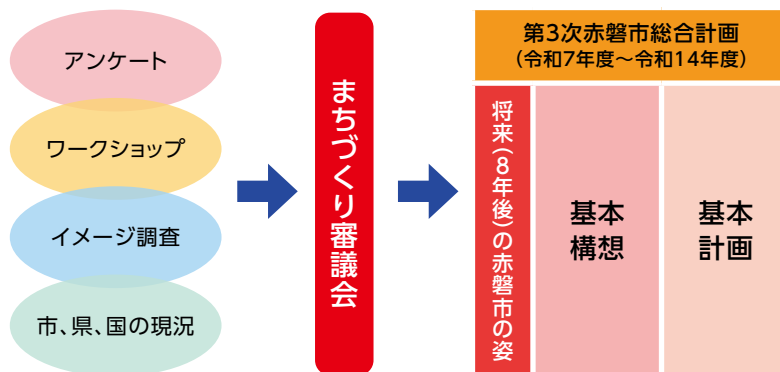 アンケート
ワークショップ
イメージ調査
市、県、国の現況
まちづくり審議会
第3次赤磐市総合計画
(令和7年度～令和14年度)
将来(8年後)の赤磐市の姿
基本
構想
基本
計画